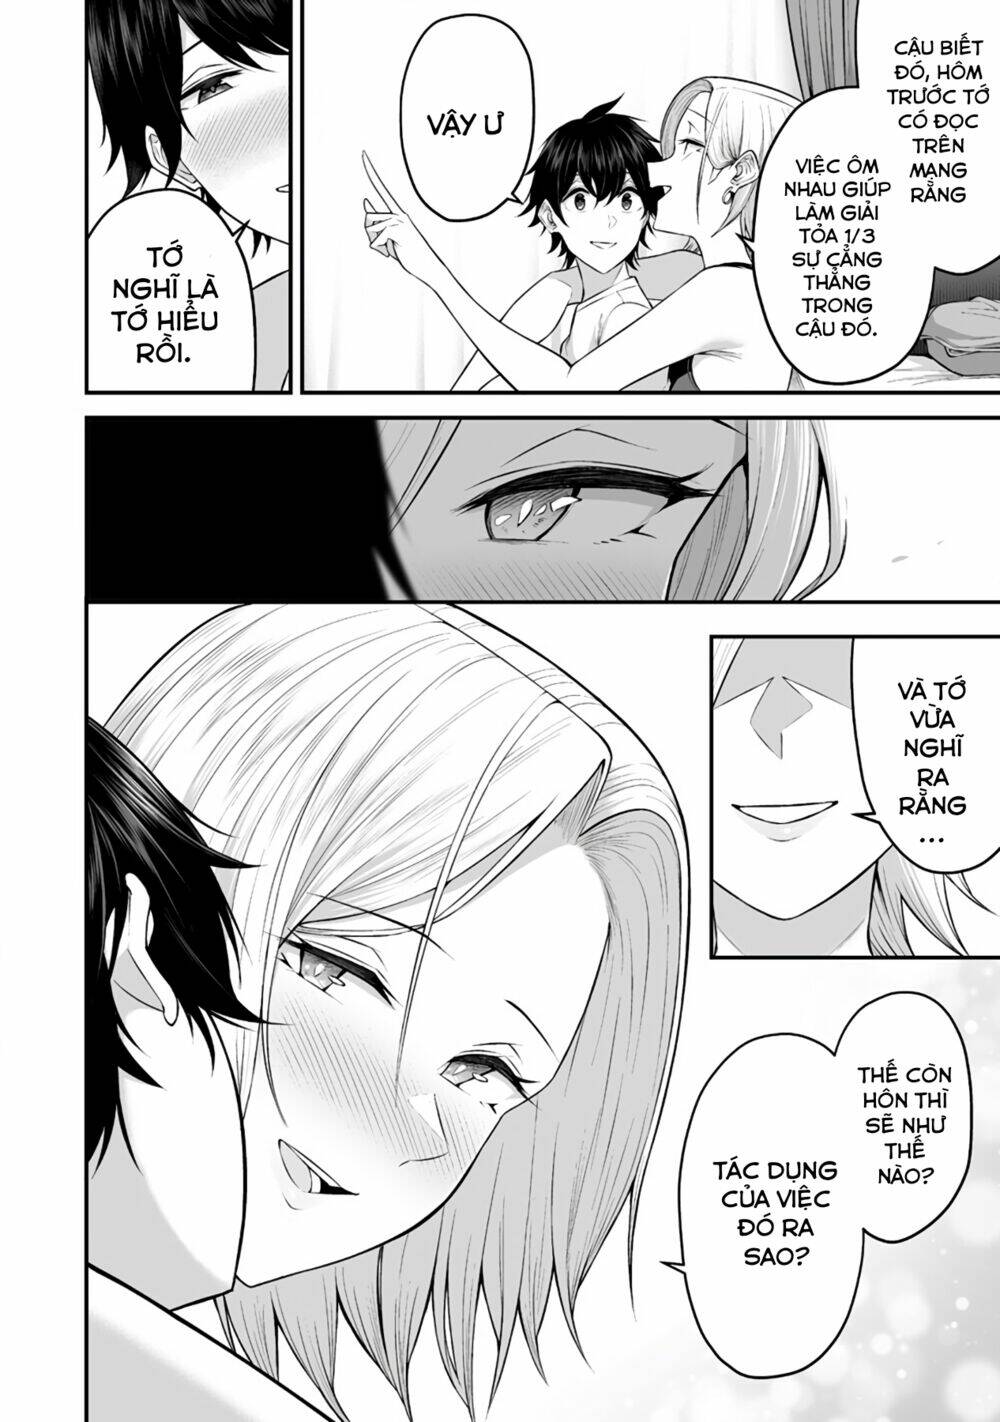 CẬU BIẾT
ĐÓ, HÔM
TRƯỚC TỚ
CÓ ĐỌC
TRÊN
MẠNG
RẰNG
VIỆC ÔM
NHAU GIÚP
LÀM GIẢI
TỎA 1/3
SỰ CẲNG
THẲNG
TRONG
CẬU ĐÓ.
VẬY Ư
TỚ
NGHĨ LÀ
TỚ HIỂU
RỒI.
VÀ TỚ
VỪA
NGHĨ
RA
RẰNG
...
THẾ CÒN
HÔN THÌ
SẼ NHƯ
THẾ
NÀO?
TÁC DỤNG
CỦA VIỆC
ĐÓ RA
SAO?